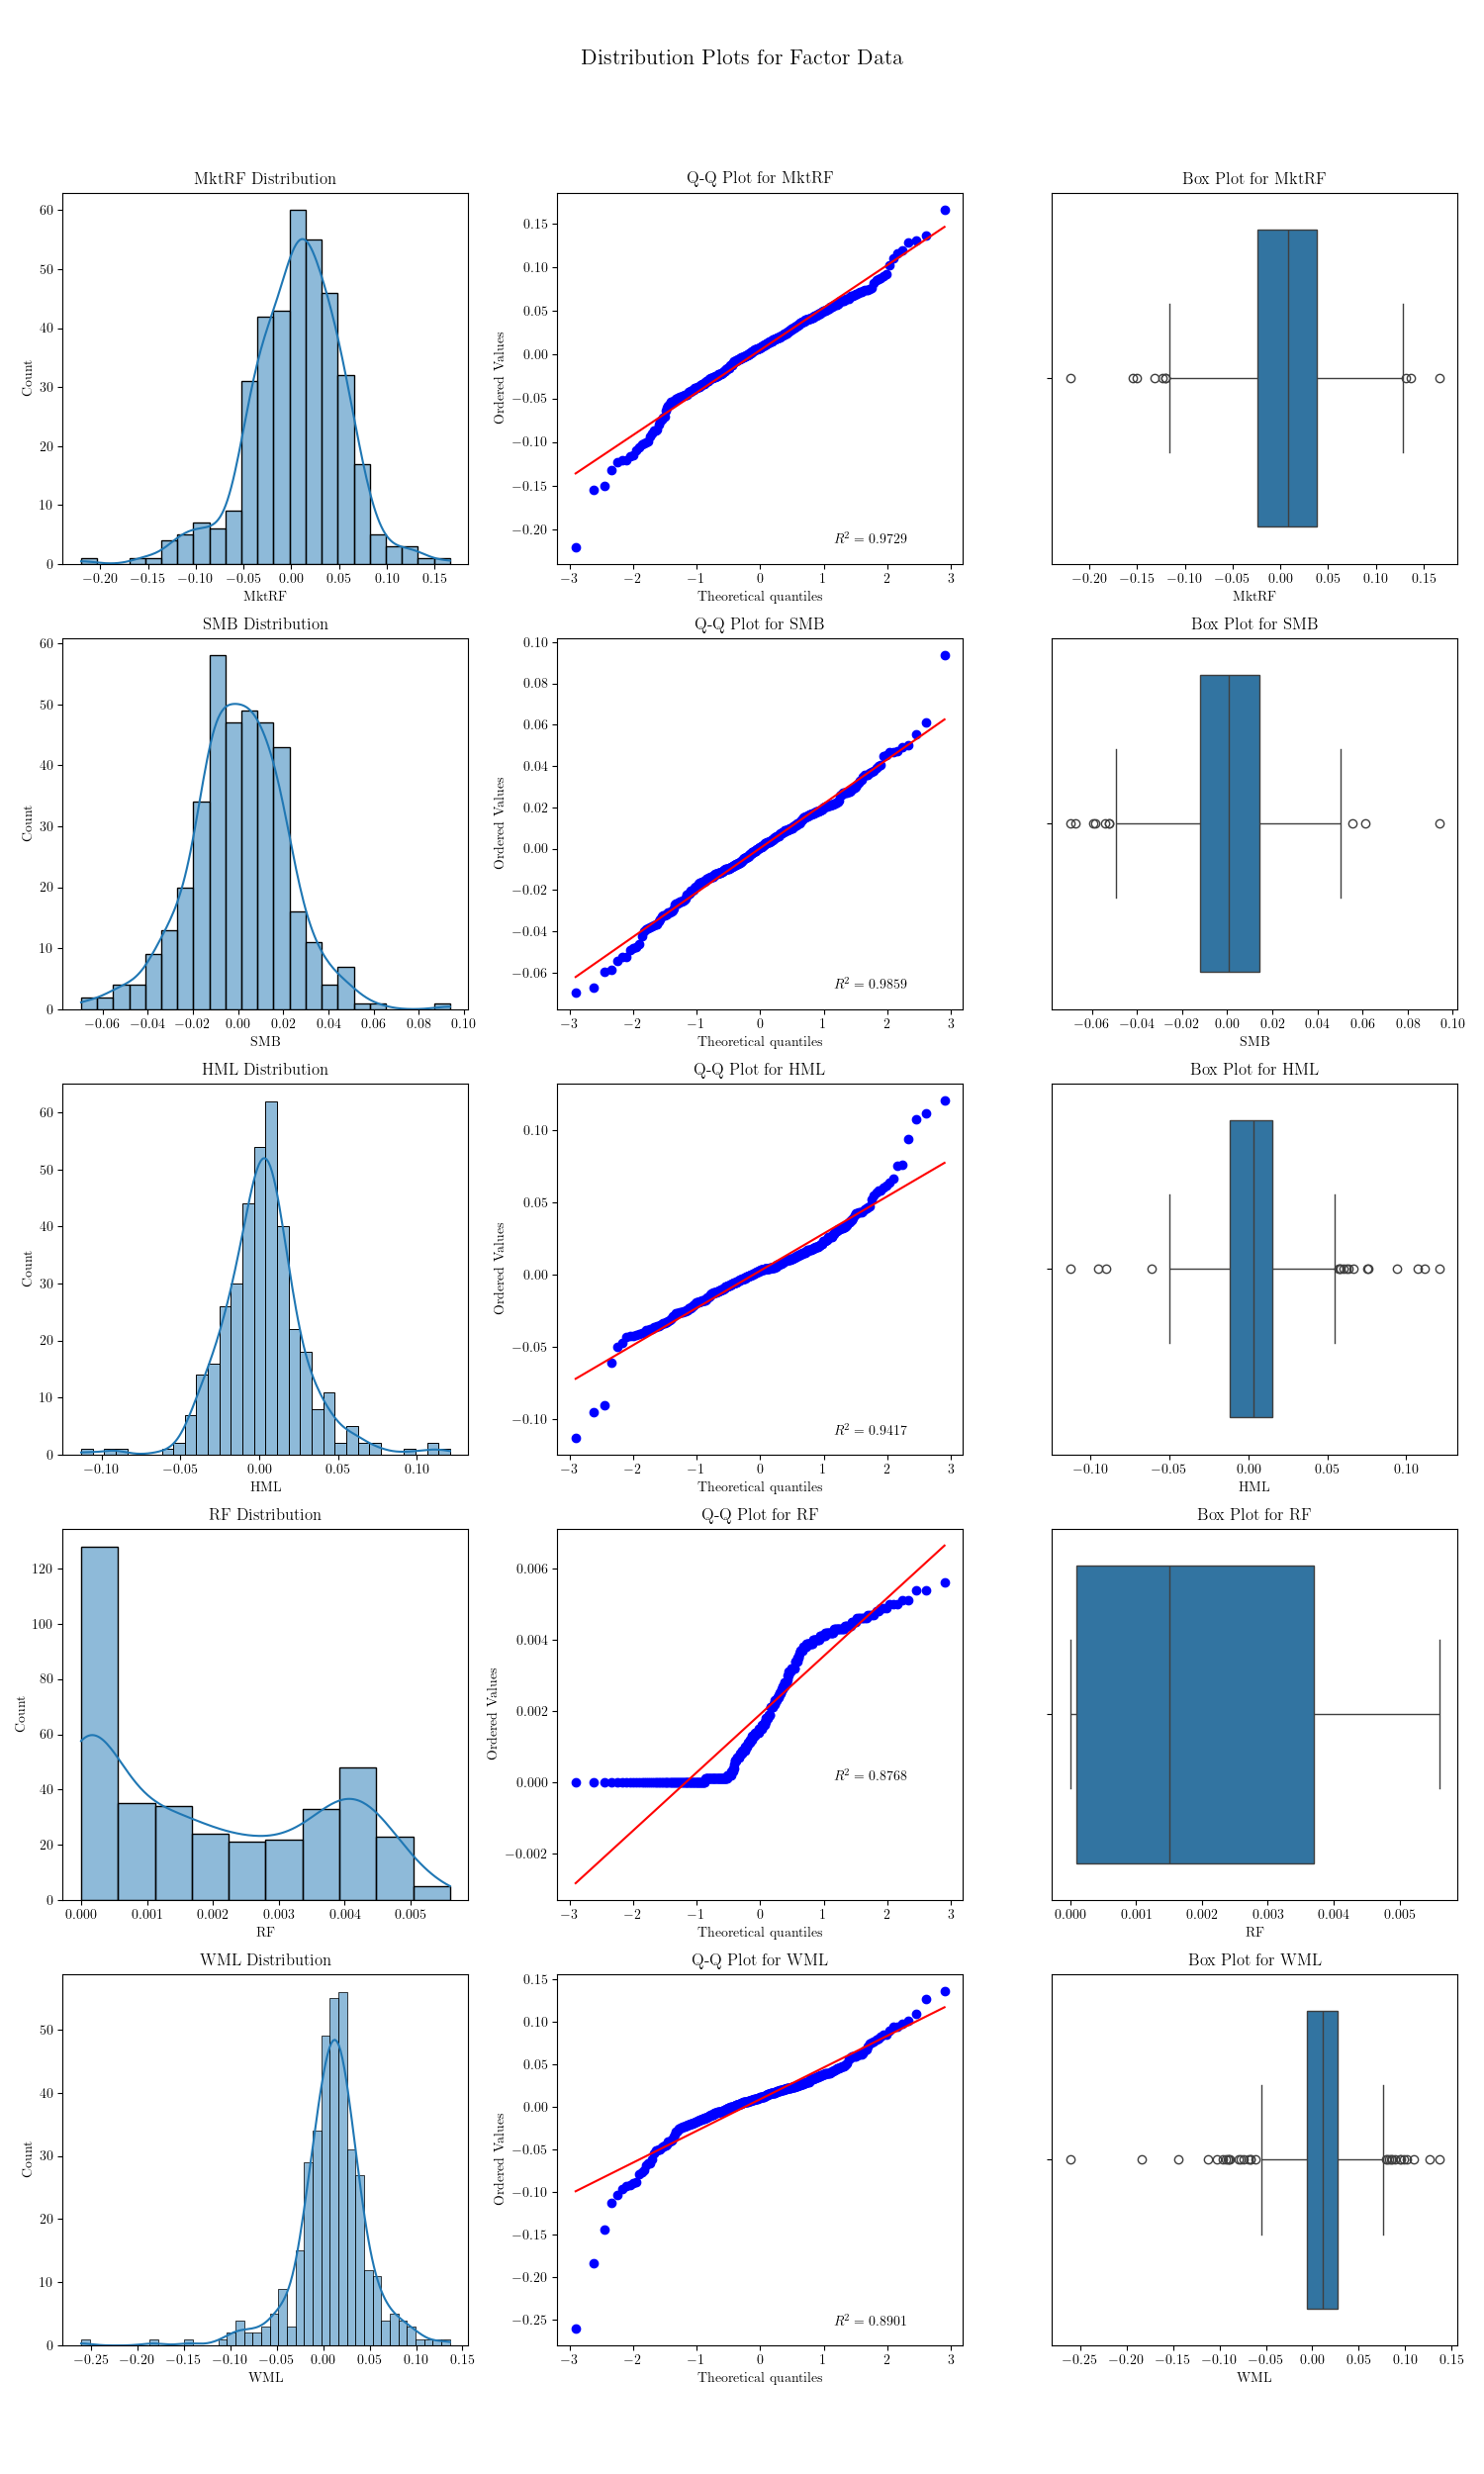 Distribution Plots for Factor Data
MktRF Distribution
60
50
40
30
20
10
0
Count
−0.20 −0.15 −0.10 −0.05 0.00 0.05 0.10 0.15
MktRF
Q-Q Plot for MktRF
0.15
0.10
0.05
0.00
−0.05
−0.10
−0.15
−0.20
Ordered Values
R² = 0.9729
−3 −2 −1 0 1 2 3
Theoretical quantiles
Box Plot for MktRF
−0.20 −0.15 −0.10 −0.05 0.00 0.05 0.10 0.15
MktRF
SMB Distribution
60
50
40
30
20
10
0
Count
−0.06 −0.04 −0.02 0.00 0.02 0.04 0.06 0.08 0.10
SMB
Q-Q Plot for SMB
0.10
0.08
0.06
0.04
0.02
0.00
−0.02
−0.04
−0.06
Ordered Values
R² = 0.9859
−3 −2 −1 0 1 2 3
Theoretical quantiles
Box Plot for SMB
−0.06 −0.04 −0.02 0.00 0.02 0.04 0.06 0.08 0.10
SMB
HML Distribution
60
50
40
30
20
10
0
Count
−0.10 −0.05 0.00 0.05 0.10
HML
Q-Q Plot for HML
0.10
0.05
0.00
−0.05
−0.10
Ordered Values
R² = 0.9417
−3 −2 −1 0 1 2 3
Theoretical quantiles
Box Plot for HML
−0.10 −0.05 0.00 0.05 0.10
HML
RF Distribution
120
100
80
60
40
20
0
Count
0.000 0.001 0.002 0.003 0.004 0.005
RF
Q-Q Plot for RF
0.006
0.004
0.002
0.000
−0.002
Ordered Values
R² = 0.8768
−3 −2 −1 0 1 2 3
Theoretical quantiles
Box Plot for RF
0.000 0.001 0.002 0.003 0.004 0.005
RF
WML Distribution
50
40
30
20
10
0
Count
−0.25 −0.20 −0.15 −0.10 −0.05 0.00 0.05 0.10 0.15
WML
Q-Q Plot for WML
0.15
0.10
0.05
0.00
−0.05
−0.10
−0.15
−0.20
−0.25
Ordered Values
R² = 0.8901
−3 −2 −1 0 1 2 3
Theoretical quantiles
Box Plot for WML
−0.25 −0.20 −0.15 −0.10 −0.05 0.00 0.05 0.10 0.15
WML